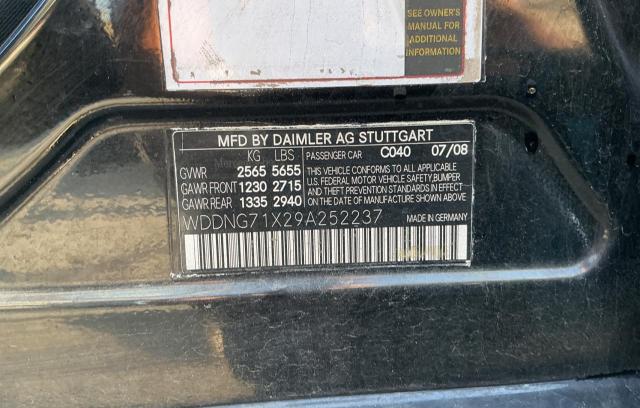 SEE OWNER'S
MANUAL FOR
ADDITIONAL
INFORMATION
MFD BY DAIMLER AG STUTTGART
KG LBS PASSENGER CAR C040 07/08
GVWR 2565 5655 THIS VEHICLE CONFORMS TO ALL APPLICABLE
GAWR FRONT 1230 2715 U.S. FEDERAL MOTOR VEHICLE SAFETY, BUMPER
GAWR REAR 1335 2940 AND THEFT PREVENTION STANDARDS IN EFFECT
ON THE DATE OF MANUFACTURE SHOWN ABOVE
WDDNG71X29A252237 MADE IN GERMANY